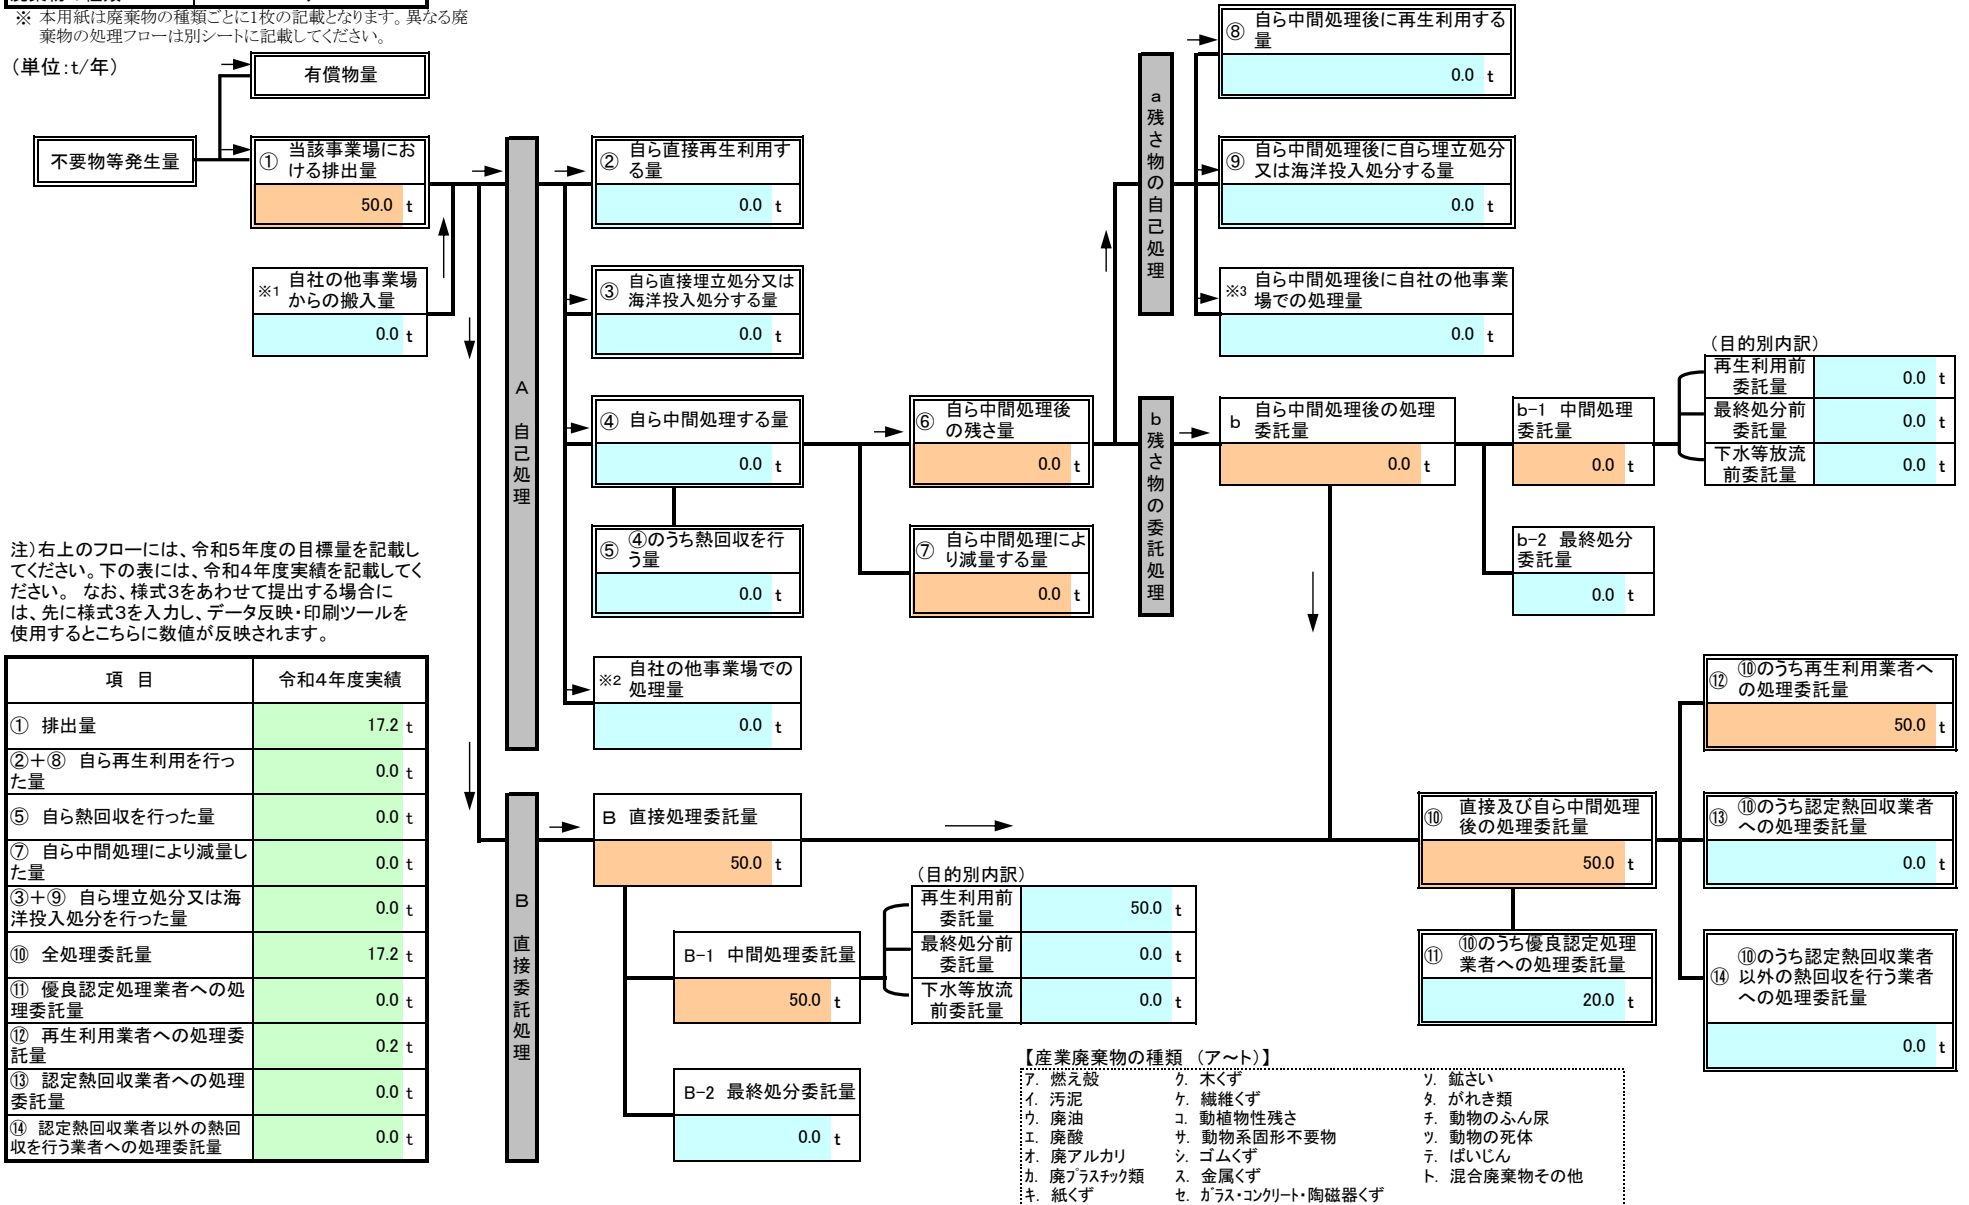 ※ 本用紙は廃棄物の種類ごとに1枚の記載となります。異なる廃
棄物の処理フローは別シートに記載してください。
(単位:t/年)
有償物量
不要物等発生量
① 当該事業場にお
ける排出量
50.0 t
※1 自社の他事業場
からの搬入量
0.0 t
A 自己処理
② 自ら直接再生利用す
る量
0.0 t
③ 自ら直接埋立処分又は
海洋投入処分する量
0.0 t
④ 自ら中間処理する量
0.0 t
⑤ ④のうち熱回収を行
う量
0.0 t
※2 自社の他事業場での
処理量
0.0 t
⑥ 自ら中間処理後
の残さ量
0.0 t
⑦ 自ら中間処理によ
り減量する量
0.0 t
a残さ物の自己処理
⑧ 自ら中間処理後に再生利用する
量
0.0 t
⑨ 自ら中間処理後に自ら埋立処分
又は海洋投入処分する量
0.0 t
※3 自ら中間処理後に自社の他事業
場での処理量
0.0 t
b残さ物の委託処理
b 自ら中間処理後の処理
委託量
0.0 t
b-1 中間処理
委託量
0.0 t
b-2 最終処分
委託量
0.0 t
(目的別内訳)
再生利用前
委託量
0.0 t
最終処分前
委託量
0.0 t
下水等放流
前委託量
0.0 t
注)右上のフローには、令和5年度の目標量を記載し
てください。下の表には、令和4年度実績を記載してく
ださい。 なお、様式3をあわせて提出する場合に
は、先に様式3を入力し、データ反映・印刷ツールを
使用するとこちらに数値が反映されます。
項 目 令和4年度実績
① 排出量 17.2 t
②+⑧ 自ら再生利用を行っ
た量
0.0 t
⑤ 自ら熱回収を行った量 0.0 t
⑦ 自ら中間処理により減量し
た量
0.0 t
③+⑨ 自ら埋立処分又は海
洋投入処分を行った量
0.0 t
⑩ 全処理委託量 17.2 t
⑪ 優良認定処理業者への処
理委託量
0.0 t
⑫ 再生利用業者への処理委
託量
0.2 t
⑬ 認定熱回収業者への処理
委託量
0.0 t
⑭ 認定熱回収業者以外の熱回
収を行う業者への処理委託量
0.0 t
B 直接委託処理
B 直接処理委託量
50.0 t
B-1 中間処理委託量
50.0 t
B-2 最終処分委託量
0.0 t
(目的別内訳)
再生利用前
委託量
50.0 t
最終処分前
委託量
0.0 t
下水等放流
前委託量
0.0 t
⑩ 直接及び自ら中間処理
後の処理委託量
50.0 t
⑪ ⑩のうち優良認定処理
業者への処理委託量
20.0 t
⑫ ⑩のうち再生利用業者へ
の処理委託量
50.0 t
⑬ ⑩のうち認定熱回収業者
への処理委託量
0.0 t
⑭ ⑩のうち認定熱回収業者
以外の熱回収を行う業者
への処理委託量
0.0 t
【産業廃棄物の種類 (ア~ト)】
ア. 燃え殻 ク. 木くず ソ. 鉱さい
イ. 汚泥 ケ. 繊維くず タ. がれき類
ウ. 廃油 コ. 動植物性残さ チ. 動物のふん尿
エ. 廃酸 サ. 動物系固形不要物 ツ. 動物の死体
オ. 廃アルカリ シ. ゴムくず テ. ばいじん
カ. 廃プラスチック類 ス. 金属くず ト. 混合廃棄物その他
キ. 紙くず セ. ガラス・コンクリート・陶磁器くず